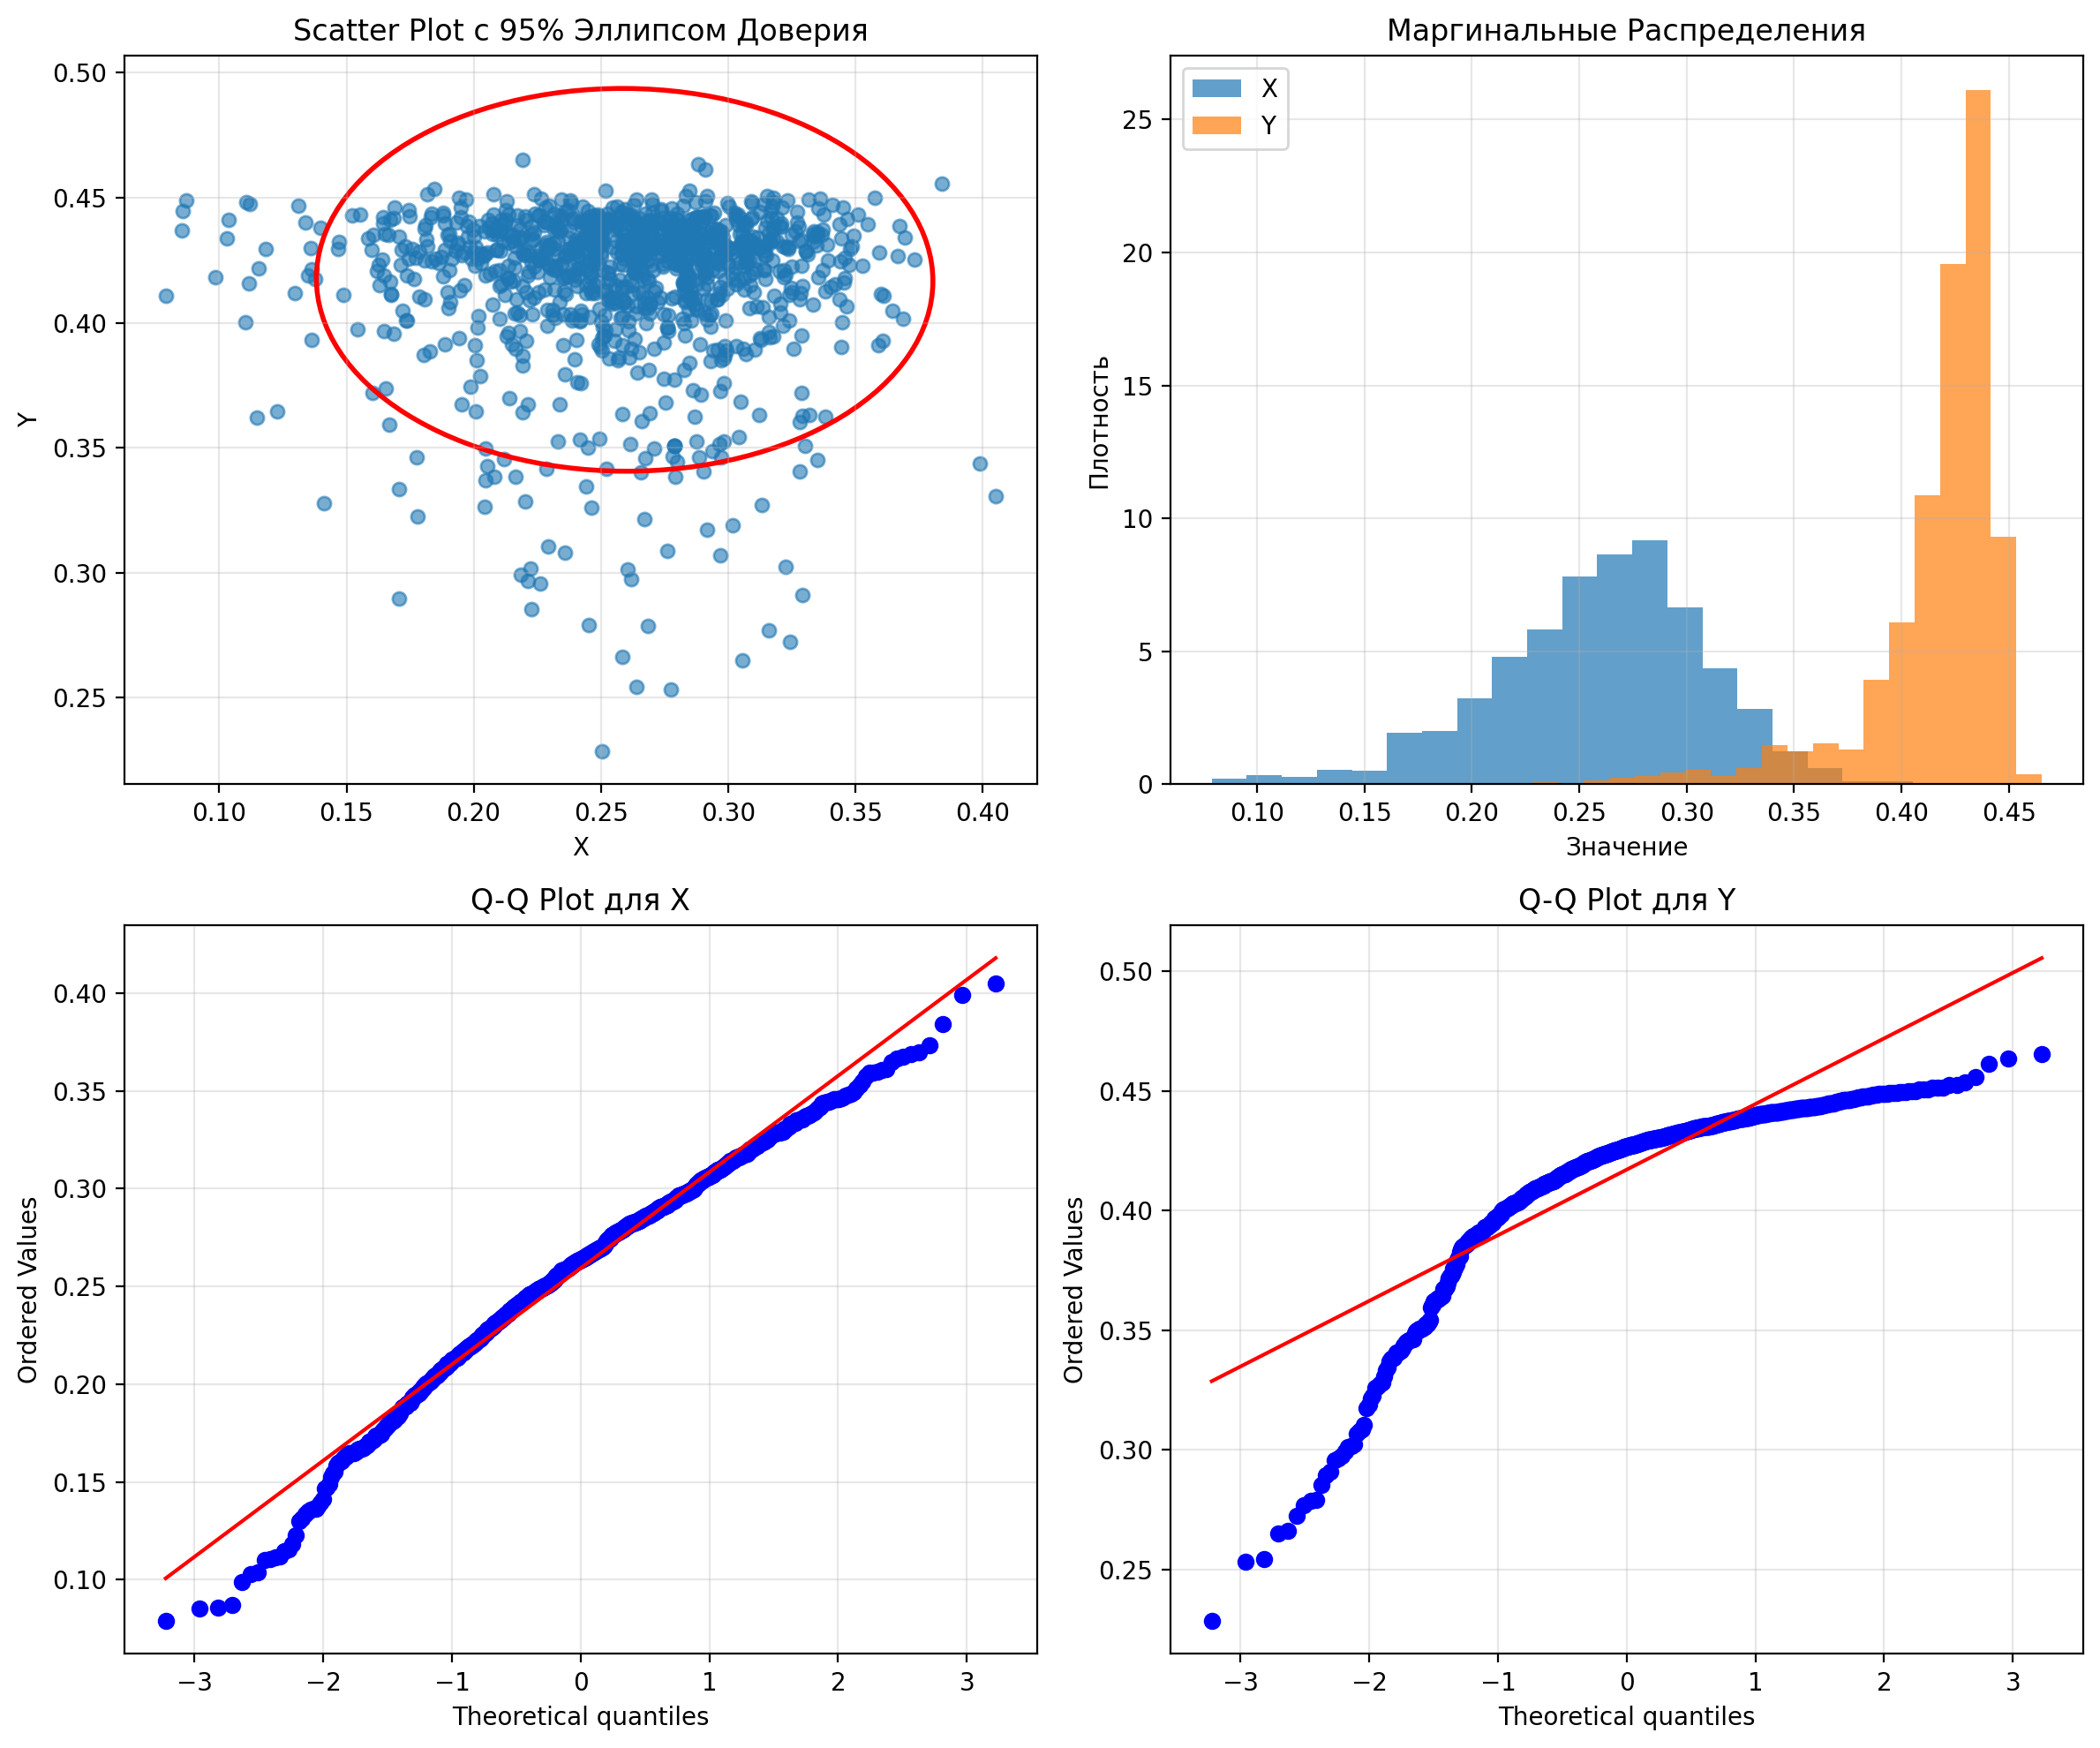 Scatter Plot с 95% Эллипсом Доверия
0.50
0.45
0.40
0.35
0.30
0.25
Y
0.10 0.15 0.20 0.25 0.30 0.35 0.40
X
Маргинальные Распределения
X
Y
25
20
15
10
5
0
Плотность
0.10 0.15 0.20 0.25 0.30 0.35 0.40 0.45
Значение
Q-Q Plot для X
0.40
0.35
0.30
0.25
0.20
0.15
0.10
Ordered Values
−3 −2 −1 0 1 2 3
Theoretical quantiles
Q-Q Plot для Y
0.50
0.45
0.40
0.35
0.30
0.25
Ordered Values
−3 −2 −1 0 1 2 3
Theoretical quantiles